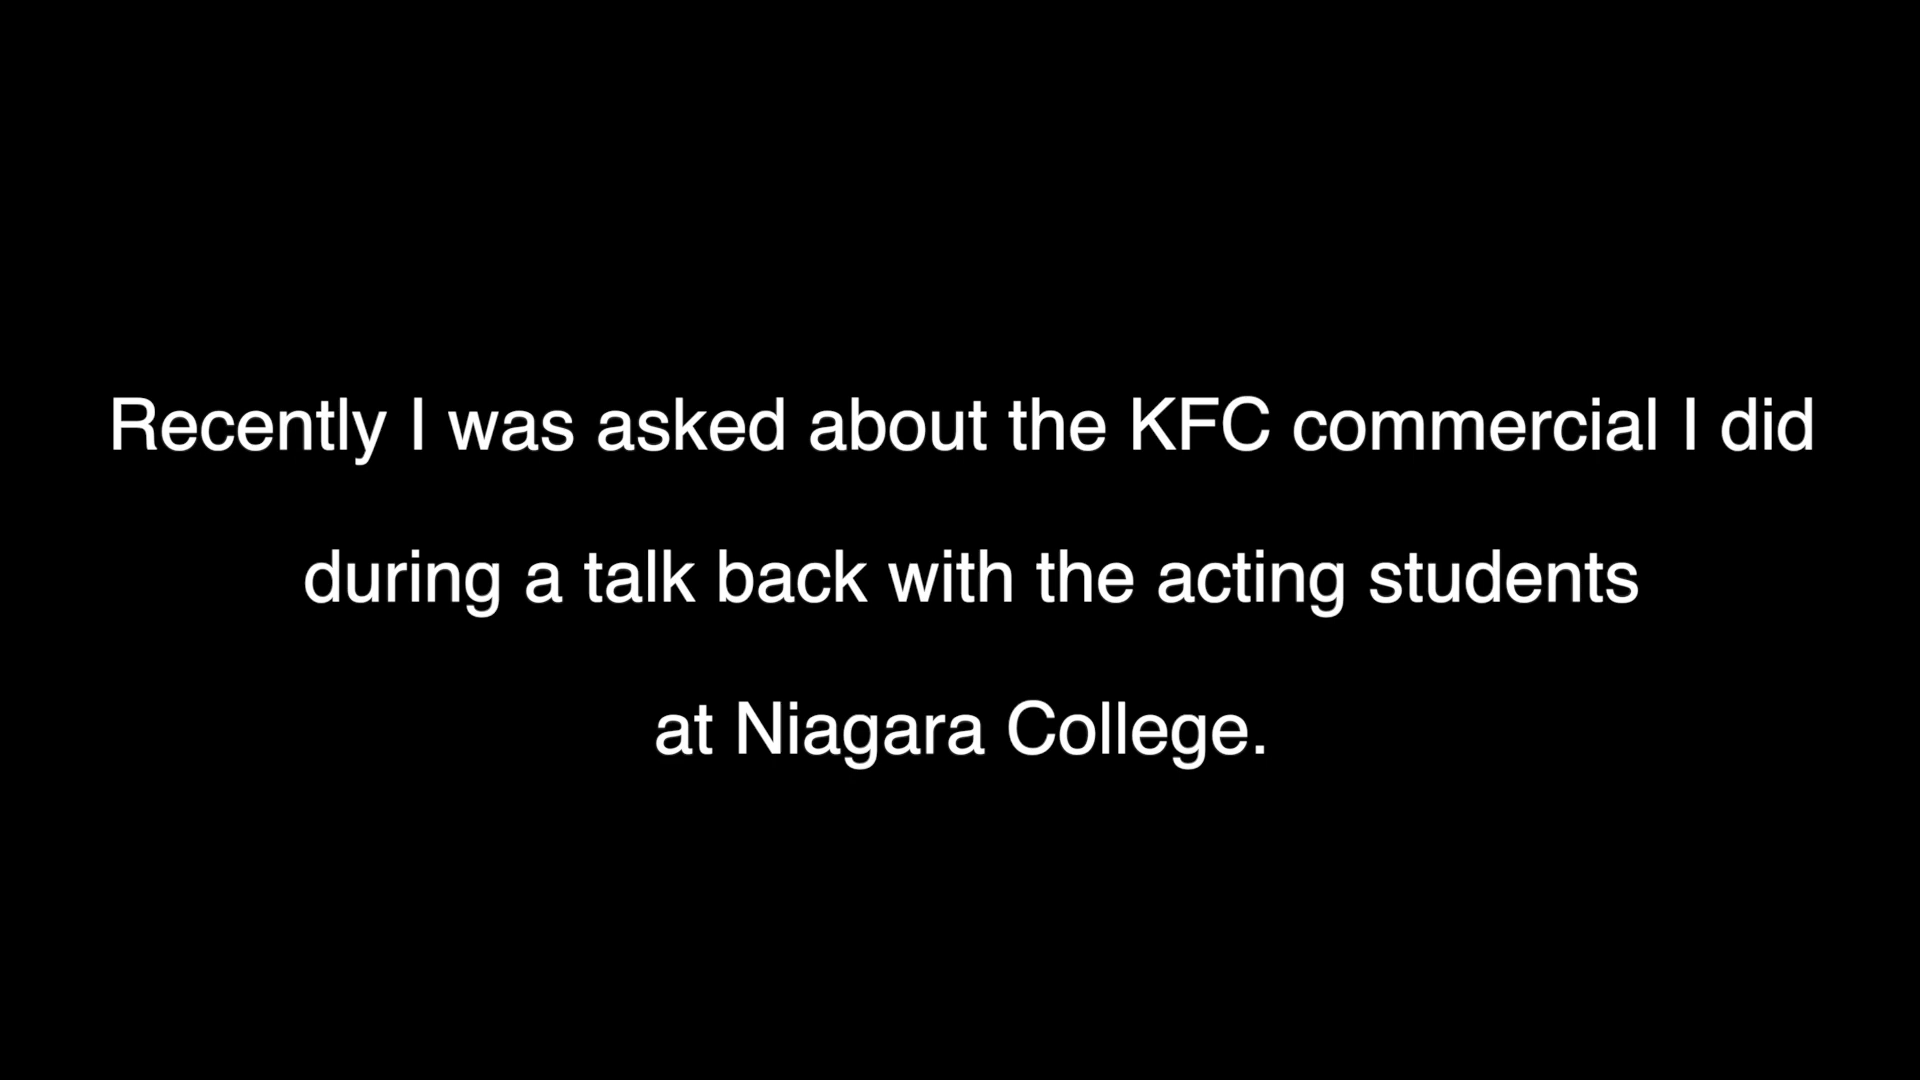 Recently I was asked about the KFC commercial I did
during a talk back with the acting students
at Niagara College.